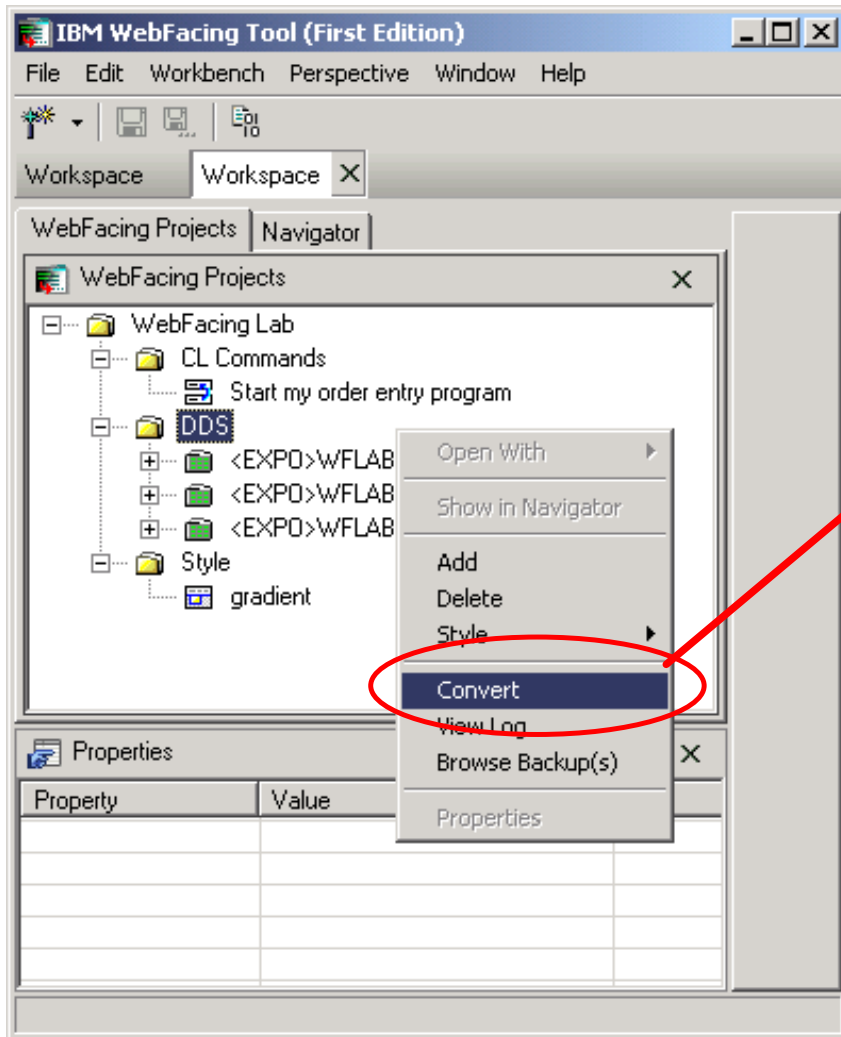 IBM WebFacing Tool (First Edition)
File Edit Workbench Perspective Window Help
Workspace Workspace
WebFacing Projects Navigator
WebFacing Projects
WebFacing Lab
CL Commands
Start my order entry program
DDS
<EXPO>WFLAB
<EXPO>WFLAB
<EXPO>WFLAB
Style
gradient
Open With
Show in Navigator
Add
Delete
Style
Convert
View Log
Browse Backup(s)
Properties
Properties
Property Value